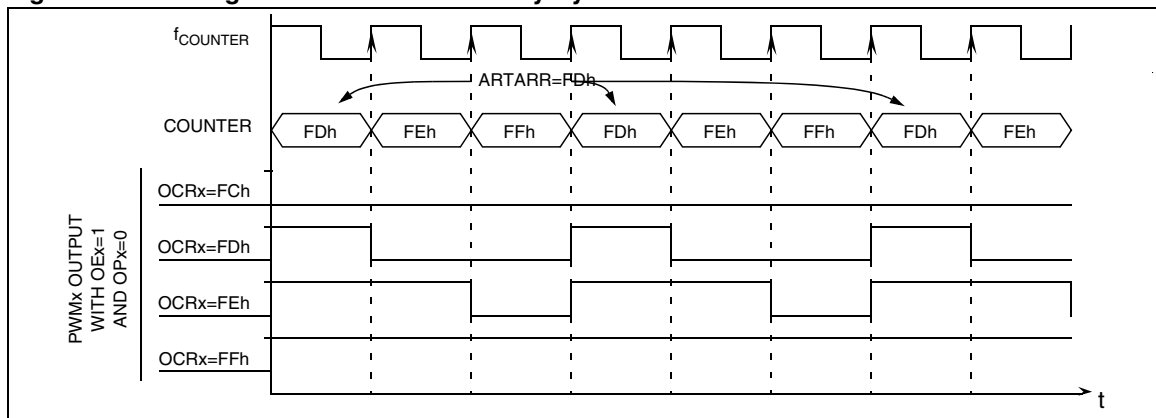 fCOUNTER
ARTARR=FDh
COUNTER
FDh FEh FFh FDh FEh FFh FDh FEh
PWMx OUTPUT
WITH OEx=1
AND OPx=0
OCRx=FCh
OCRx=FDh
OCRx=FEh
OCRx=FFh
t